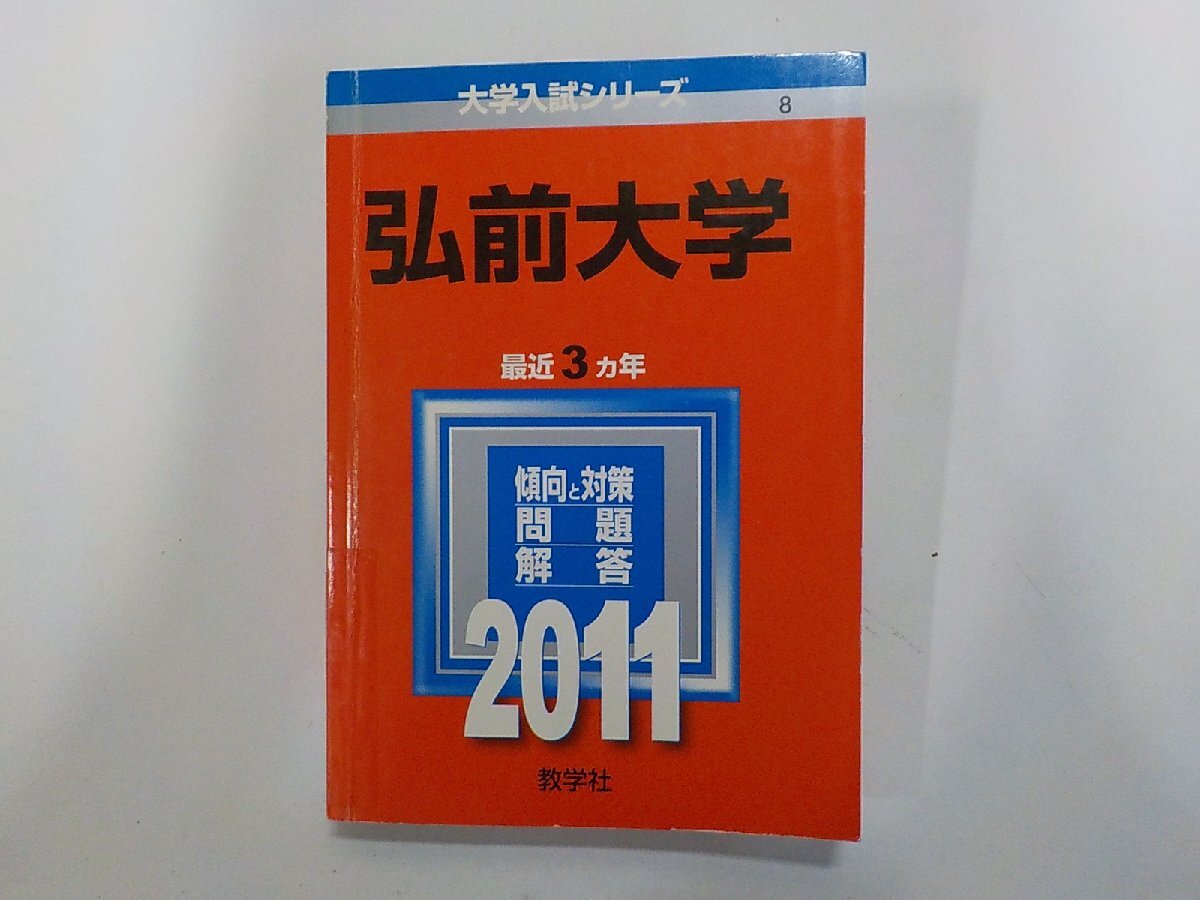 大学入試シリーズ
8
弘前大学
最近3ヵ年
傾向と対策
問題
解答
2011
教学社